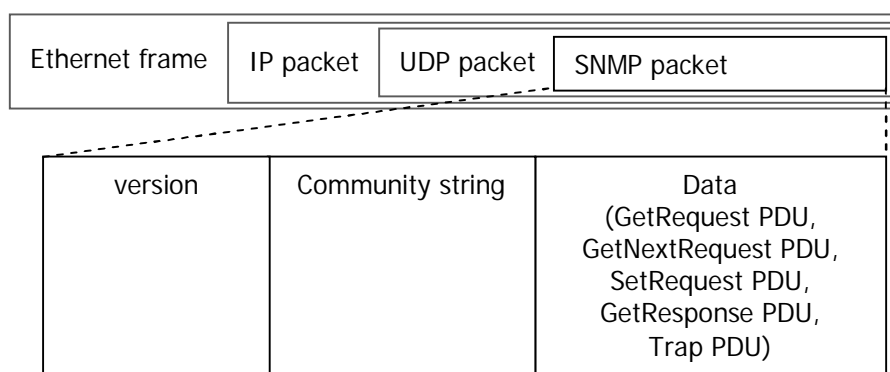 Ethernet frame
IP packet
UDP packet
SNMP packet
version
Community string
Data
(GetRequest PDU,
GetNextRequest PDU,
SetRequest PDU,
GetResponse PDU,
Trap PDU)